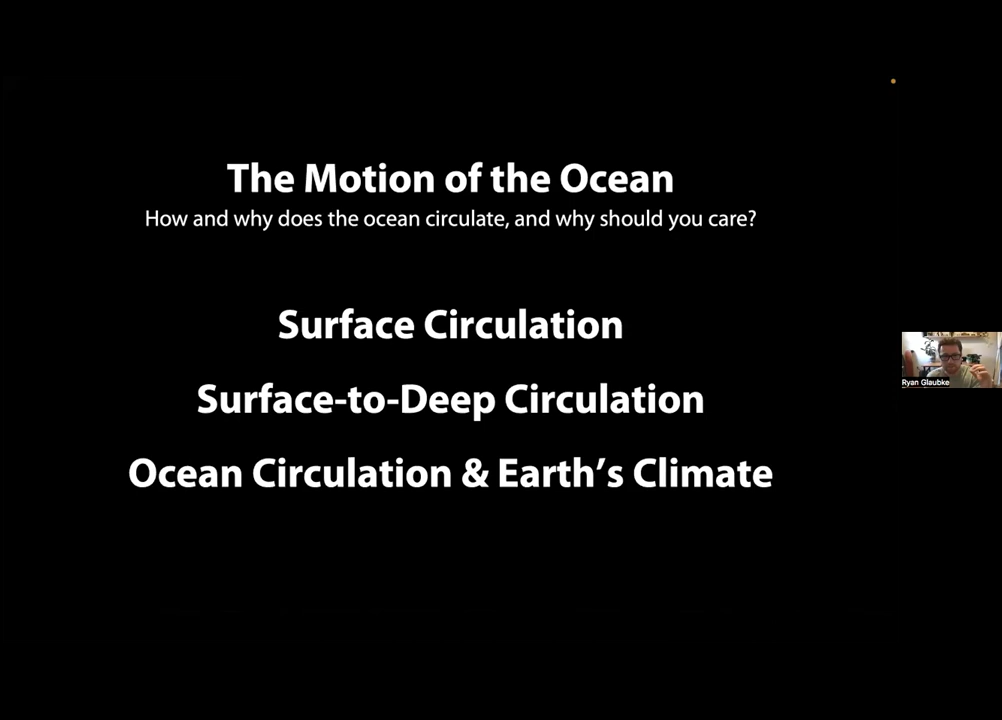 The Motion of the Ocean
How and why does the ocean circulate, and why should you care?
Surface Circulation
Surface-to-Deep Circulation
Ocean Circulation & Earth’s Climate
Ryan Glaubke